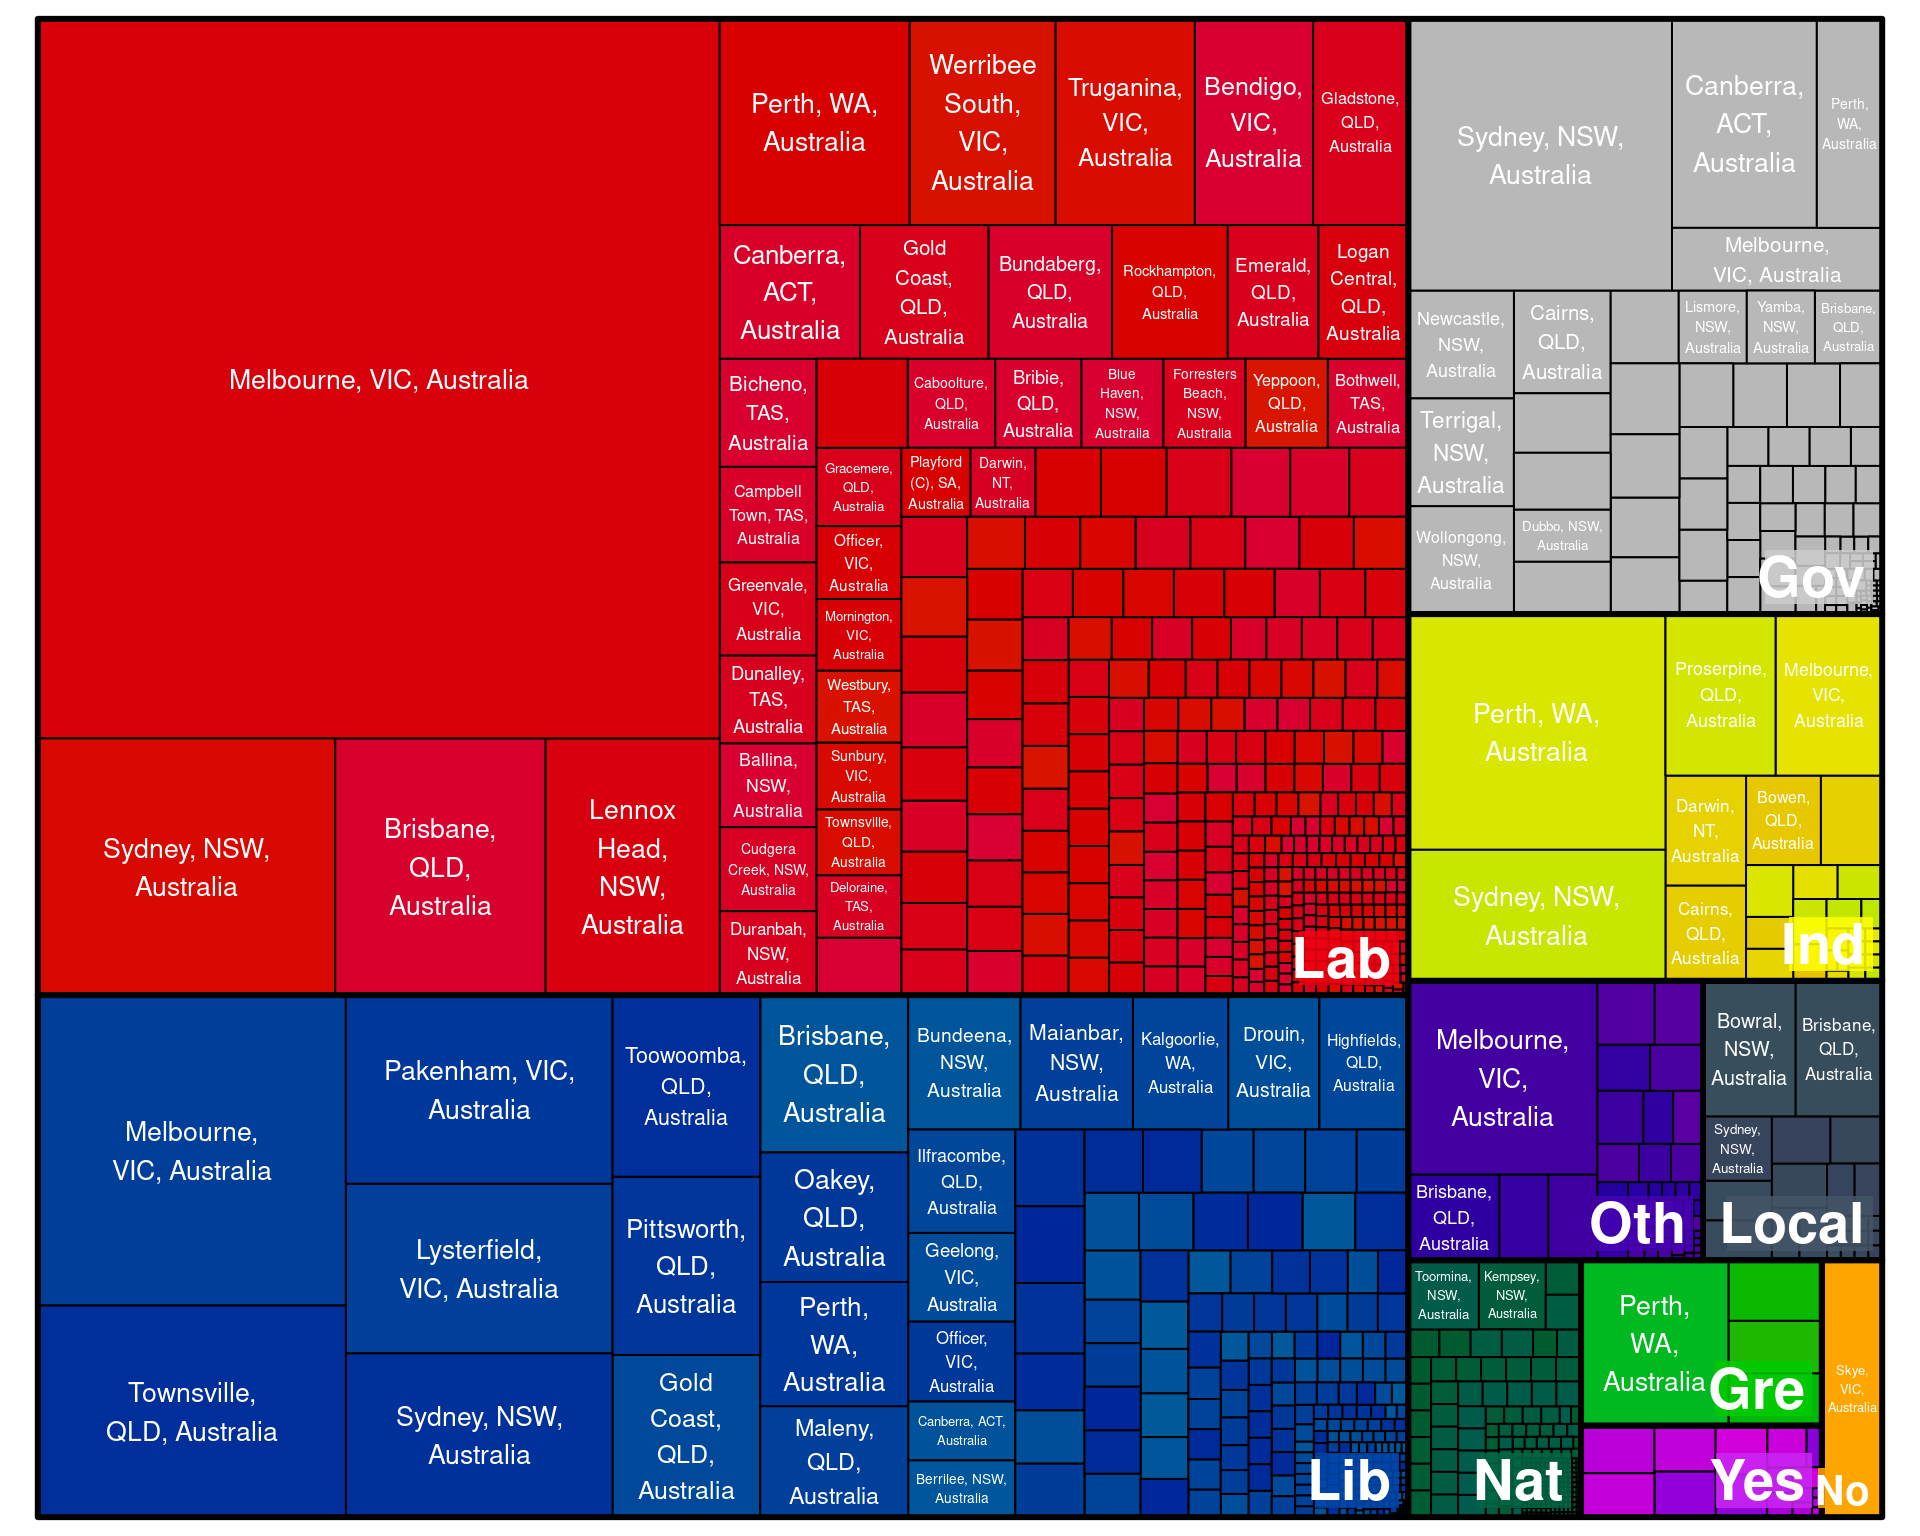 Melbourne, VIC, Australia
Sydney, NSW,
Australia
Brisbane,
QLD,
Australia
Lennox
Head,
NSW,
Australia
Perth, WA,
Australia
Werribee
South,
VIC,
Australia
Truganina,
VIC,
Australia
Bendigo,
VIC,
Australia
Gladstone,
QLD,
Australia
Canberra,
ACT,
Australia
Gold
Coast,
QLD,
Australia
Bundaberg,
QLD,
Australia
Rockhampton,
QLD,
Australia
Emerald,
QLD,
Australia
Logan
Central,
QLD,
Australia
Bicheno,
TAS,
Australia
Campbell
Town, TAS,
Australia
Greenvale,
VIC,
Australia
Dunalley,
TAS,
Australia
Ballina,
NSW,
Australia
Cudgera
Creek, NSW,
Australia
Duranbah,
NSW,
Australia
Caboolture,
QLD,
Australia
Bribie,
QLD,
Australia
Blue
Haven,
NSW,
Australia
Forresters
Beach,
NSW,
Australia
Yeppoon,
QLD,
Australia
Bothwell,
TAS,
Australia
Gracemere,
QLD,
Australia
Officer,
VIC,
Australia
Mornington,
VIC,
Australia
Westbury,
TAS,
Australia
Sunbury,
VIC,
Australia
Townsville,
QLD,
Australia
Deloraine,
TAS,
Australia
Playford
(C), SA,
Australia
Darwin,
NT,
Australia
Lab
Sydney, NSW,
Australia
Canberra,
ACT,
Australia
Perth,
WA,
Australia
Melbourne,
VIC, Australia
Newcastle,
NSW,
Australia
Terrigal,
NSW,
Australia
Wollongong,
NSW,
Australia
Cairns,
QLD,
Australia
Dubbo, NSW,
Australia
Lismore,
NSW,
Australia
Yamba,
NSW,
Australia
Brisbane,
QLD,
Australia
Gov
Perth, WA,
Australia
Sydney, NSW,
Australia
Proserpine,
QLD,
Australia
Melbourne,
VIC,
Australia
Darwin,
NT,
Australia
Bowen,
QLD,
Australia
Cairns,
QLD,
Australia
Ind
Melbourne,
VIC, Australia
Townsville,
QLD, Australia
Pakenham, VIC,
Australia
Lysterfield,
VIC, Australia
Sydney, NSW,
Australia
Toowoomba,
QLD,
Australia
Pittsworth,
QLD,
Australia
Gold
Coast,
QLD,
Australia
Brisbane,
QLD,
Australia
Oakey,
QLD,
Australia
Perth,
WA,
Australia
Maleny,
QLD,
Australia
Bundeena,
NSW,
Australia
Maianbar,
NSW,
Australia
Kalgoorlie,
WA,
Australia
Drouin,
VIC,
Australia
Highfields,
QLD,
Australia
Ilfracombe,
QLD,
Australia
Geelong,
VIC,
Australia
Officer,
VIC,
Australia
Canberra, ACT,
Australia
Berrilee, NSW,
Australia
Lib
Melbourne,
VIC,
Australia
Brisbane,
QLD,
Australia
Oth
Bowral,
NSW,
Australia
Brisbane,
QLD,
Australia
Sydney,
NSW,
Australia
Local
Toormina,
NSW,
Australia
Kempsey,
NSW,
Australia
Nat
Perth,
WA,
Australia
Gre
Yes
Skye,
VIC,
Australia
No